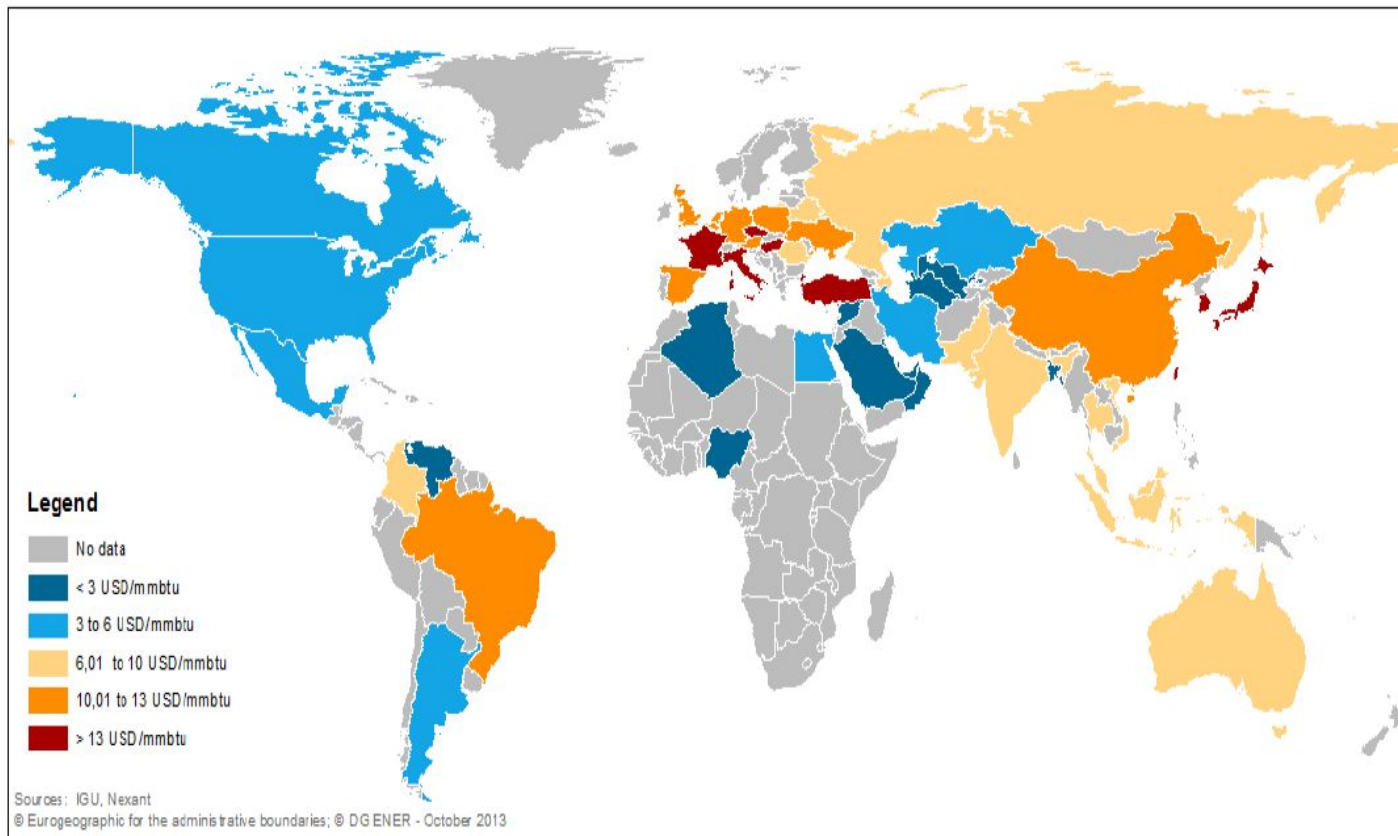 Legend
No data
< 3 USD/mmbtu
3 to 6 USD/mmbtu
6,01 to 10 USD/mmbtu
10,01 to 13 USD/mmbtu
> 13 USD/mmbtu
Sources: IGU, Nexant
© Eurogeographic for the administrative boundaries; © DG ENER - October 2013